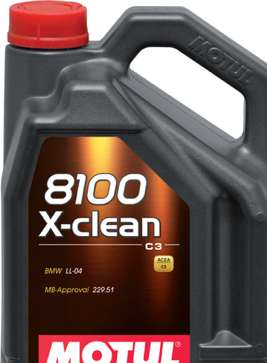 MOTUL
8100
X-clean
C3
ACEA
C3
BMW LL-04
MB-Approval 229.51
MOTUL